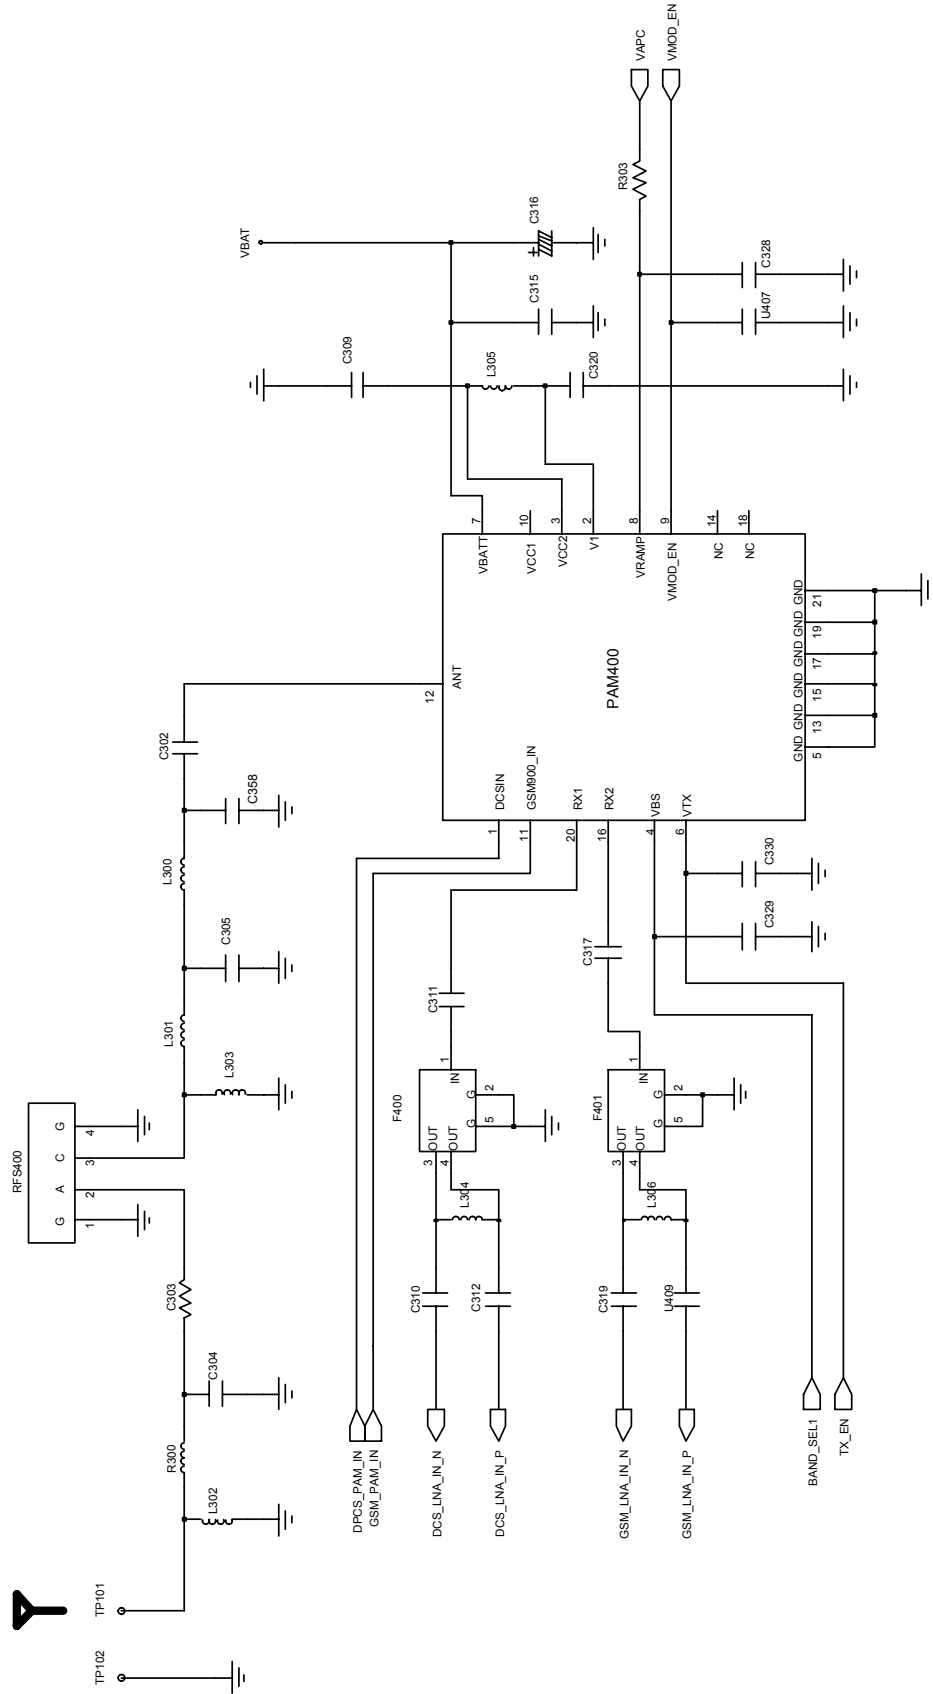 TP102
TP101
L302
R300
C304
C303
RFS400
G
A
C
G
1
2
3
4
L303
L301
C305
L300
C358
C302
VBAT
C309
L305
C320
C315
C316
R303
VAPC
VMOD_EN
C328
U407
PAM400
ANT
12
VBATT
7
VCC1
10
VCC2
3
V1
2
VRAMP
8
VMOD_EN
9
NC
14
NC
18
DCSIN
1
GSM900_IN
11
RX1
20
RX2
16
VBS
4
VTX
6
GND
5
GND
13
GND
15
GND
17
GND
19
GND
21
C330
C329
C311
C317
F400
IN
1
OUT
3
OUT
4
G
2
G
5
L304
C310
C312
F401
IN
1
OUT
3
OUT
4
G
2
G
5
L306
C319
U409
DPCS_PAM_IN
GSM_PAM_IN
DCS_LNA_IN_N
DCS_LNA_IN_P
GSM_LNA_IN_N
GSM_LNA_IN_P
BAND_SEL1
TX_EN